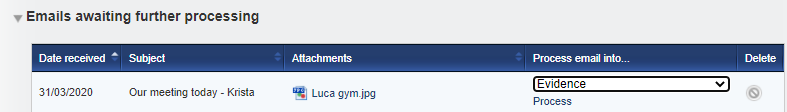 Emails awaiting further processing
Date received Subject Attachments Process email into... Delete
31/03/2020 Our meeting today - Krista Luca gym.jpg Evidence
Process